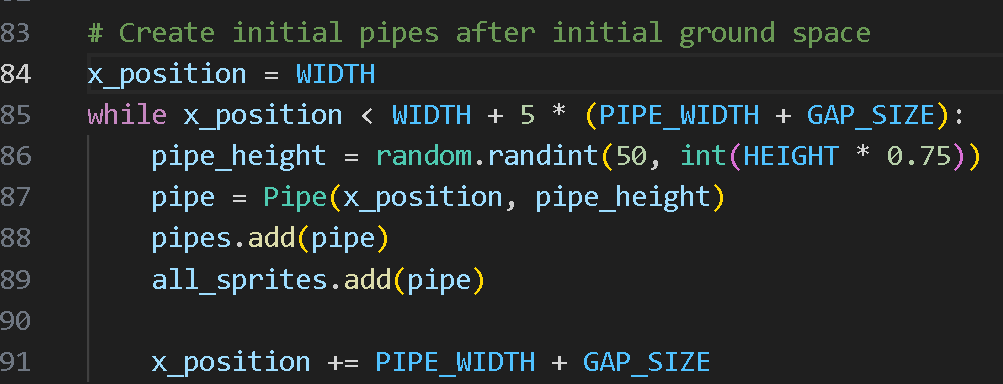 83 # Create initial pipes after initial ground space
84 x_position = WIDTH
85 while x_position < WIDTH + 5 * (PIPE_WIDTH + GAP_SIZE):
86 pipe_height = random.randint(50, int(HEIGHT * 0.75))
87 pipe = Pipe(x_position, pipe_height)
88 pipes.add(pipe)
89 all_sprites.add(pipe)
90
91 x_position += PIPE_WIDTH + GAP_SIZE